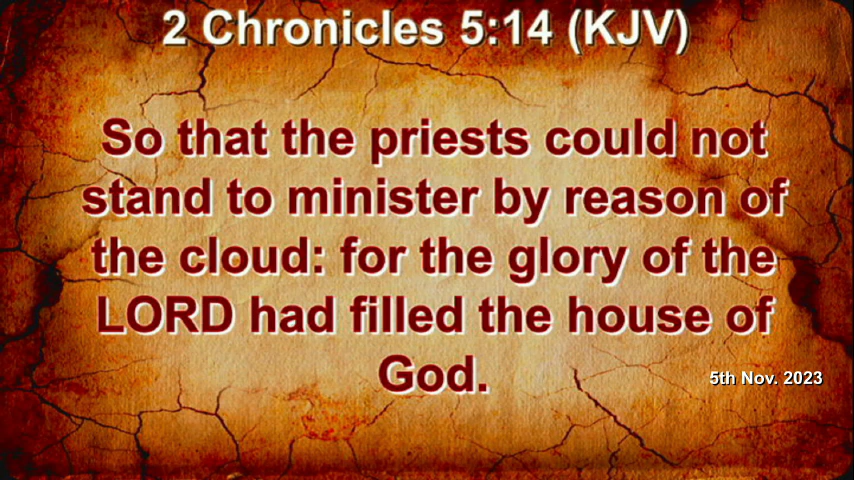 2 Chronicles 5:14 (KJV)
So that the priests could not
stand to minister by reason of
the cloud: for the glory of the
LORD had filled the house of
God.
5th Nov. 2023